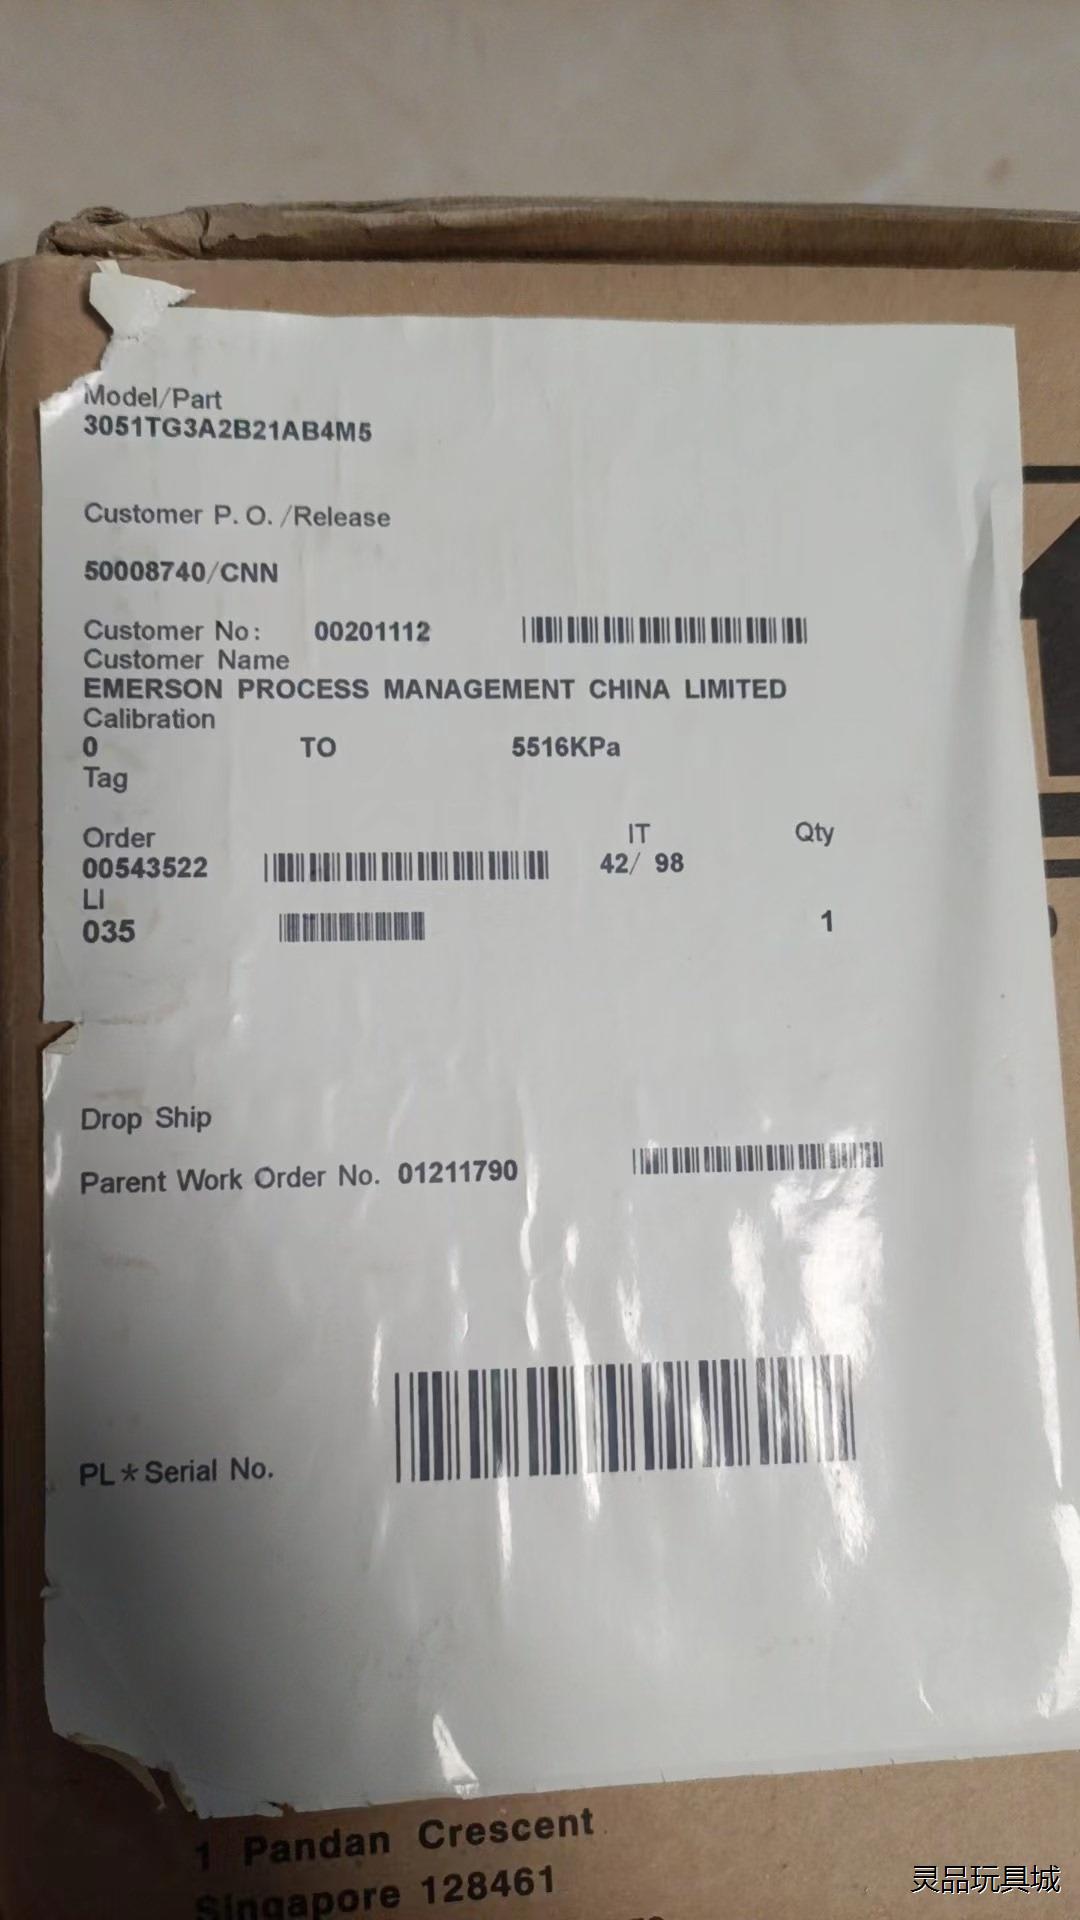 Model/Part
3051TG3A2B21AB4M5
Customer P. O. /Release
50008740/CNN
Customer No: 00201112
Customer Name
EMERSON PROCESS MANAGEMENT CHINA LIMITED
Calibration
0 TO 5516KPa
Tag
Order IT Qty
00543522 42/ 98
LI
035 1
Drop Ship
Parent Work Order No. 01211790
PL*Serial No.
1 Pandan Crescent
Singapore 128461
灵品玩具城